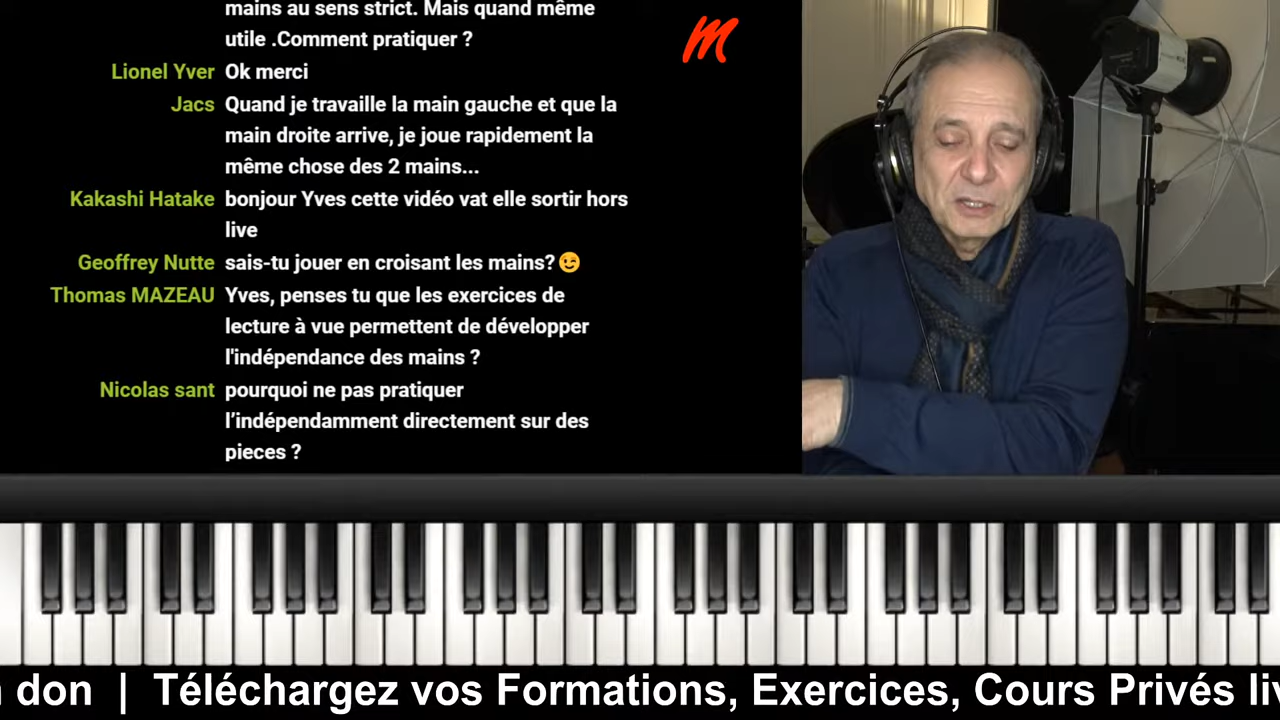 mains au sens strict. Mais quand même
utile .Comment pratiquer ?
Lionel Yver Ok merci
Jacs Quand je travaille la main gauche et que la
main droite arrive, je joue rapidement la
même chose des 2 mains...
Kakashi Hatake bonjour Yves cette vidéo vat elle sortir hors
live
Geoffrey Nutte sais-tu jouer en croisant les mains?😉
Thomas MAZEAU Yves, penses tu que les exercices de
lecture à vue permettent de développer
l'indépendance des mains ?
Nicolas sant pourquoi ne pas pratiquer
l’indépendamment directement sur des
pieces ?
m
don | Téléchargez vos Formations, Exercices, Cours Privés